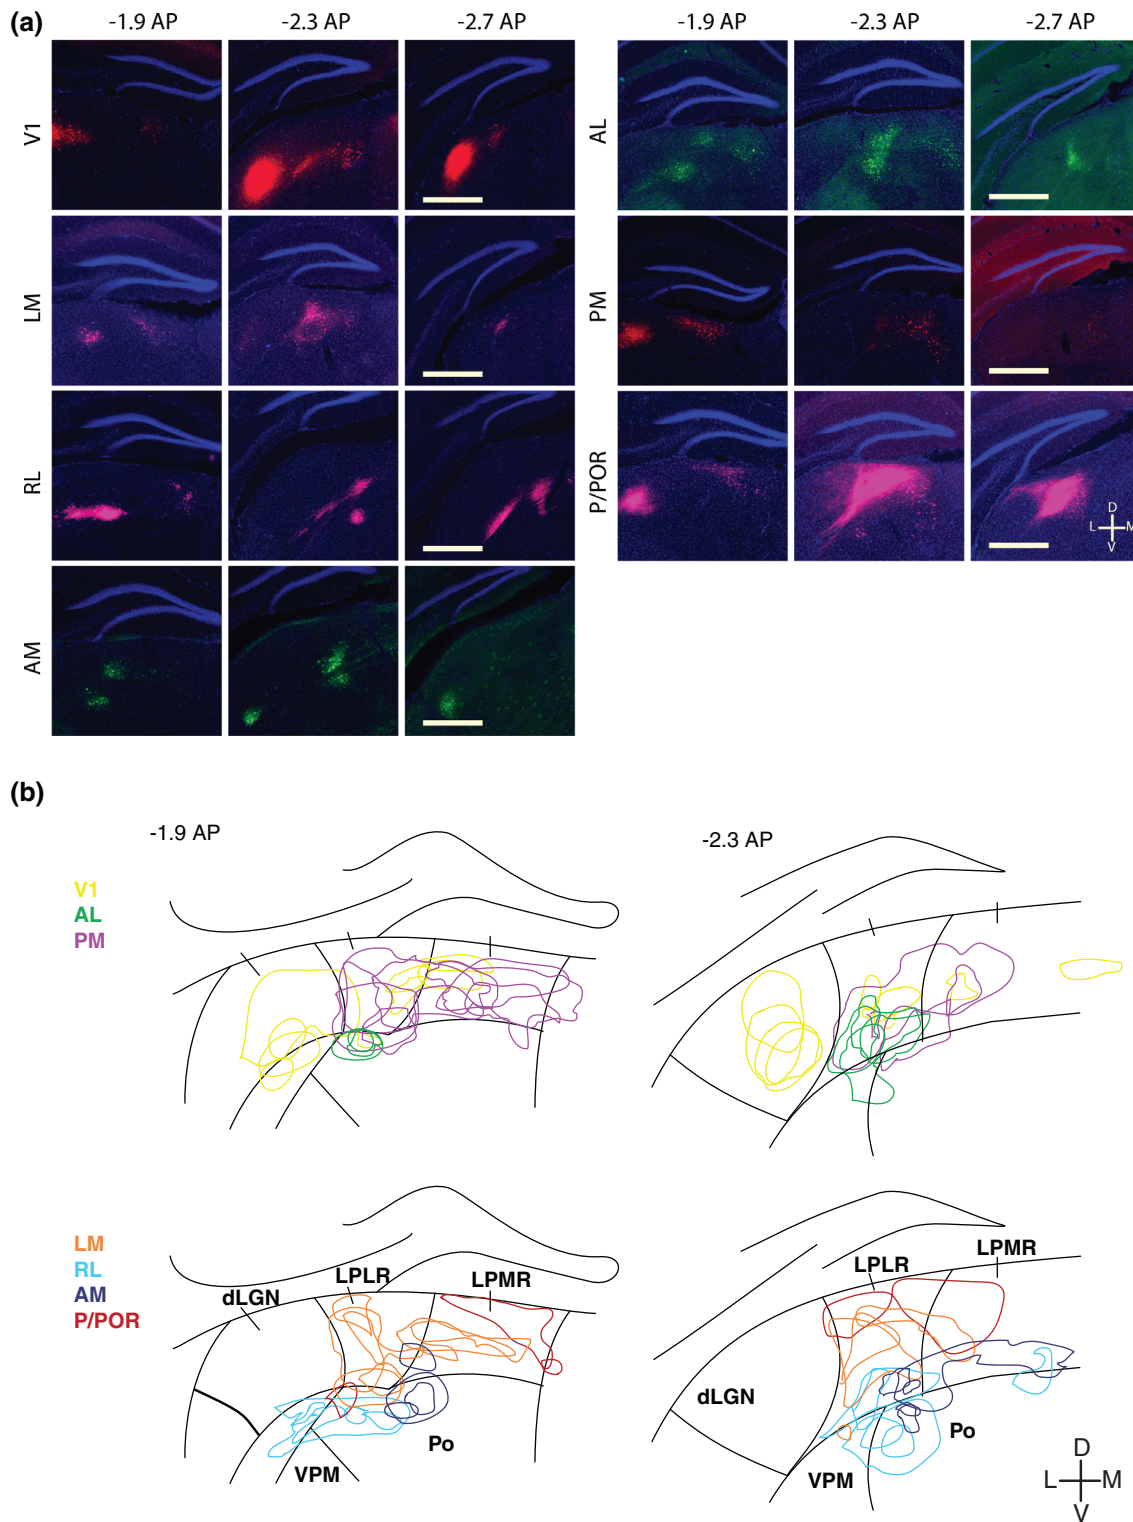 (a)
-1.9 AP -2.3 AP -2.7 AP
-1.9 AP -2.3 AP -2.7 AP
V1
AL
LM
PM
RL
P/POR
D
L M
V
AM
(b)
-1.9 AP
-2.3 AP
V1
AL
PM
LM
RL
AM
P/POR
dLGN
LPLR
LPMR
VPM
Po
LPLR
LPMR
dLGN
VPM
Po
D
L M
V